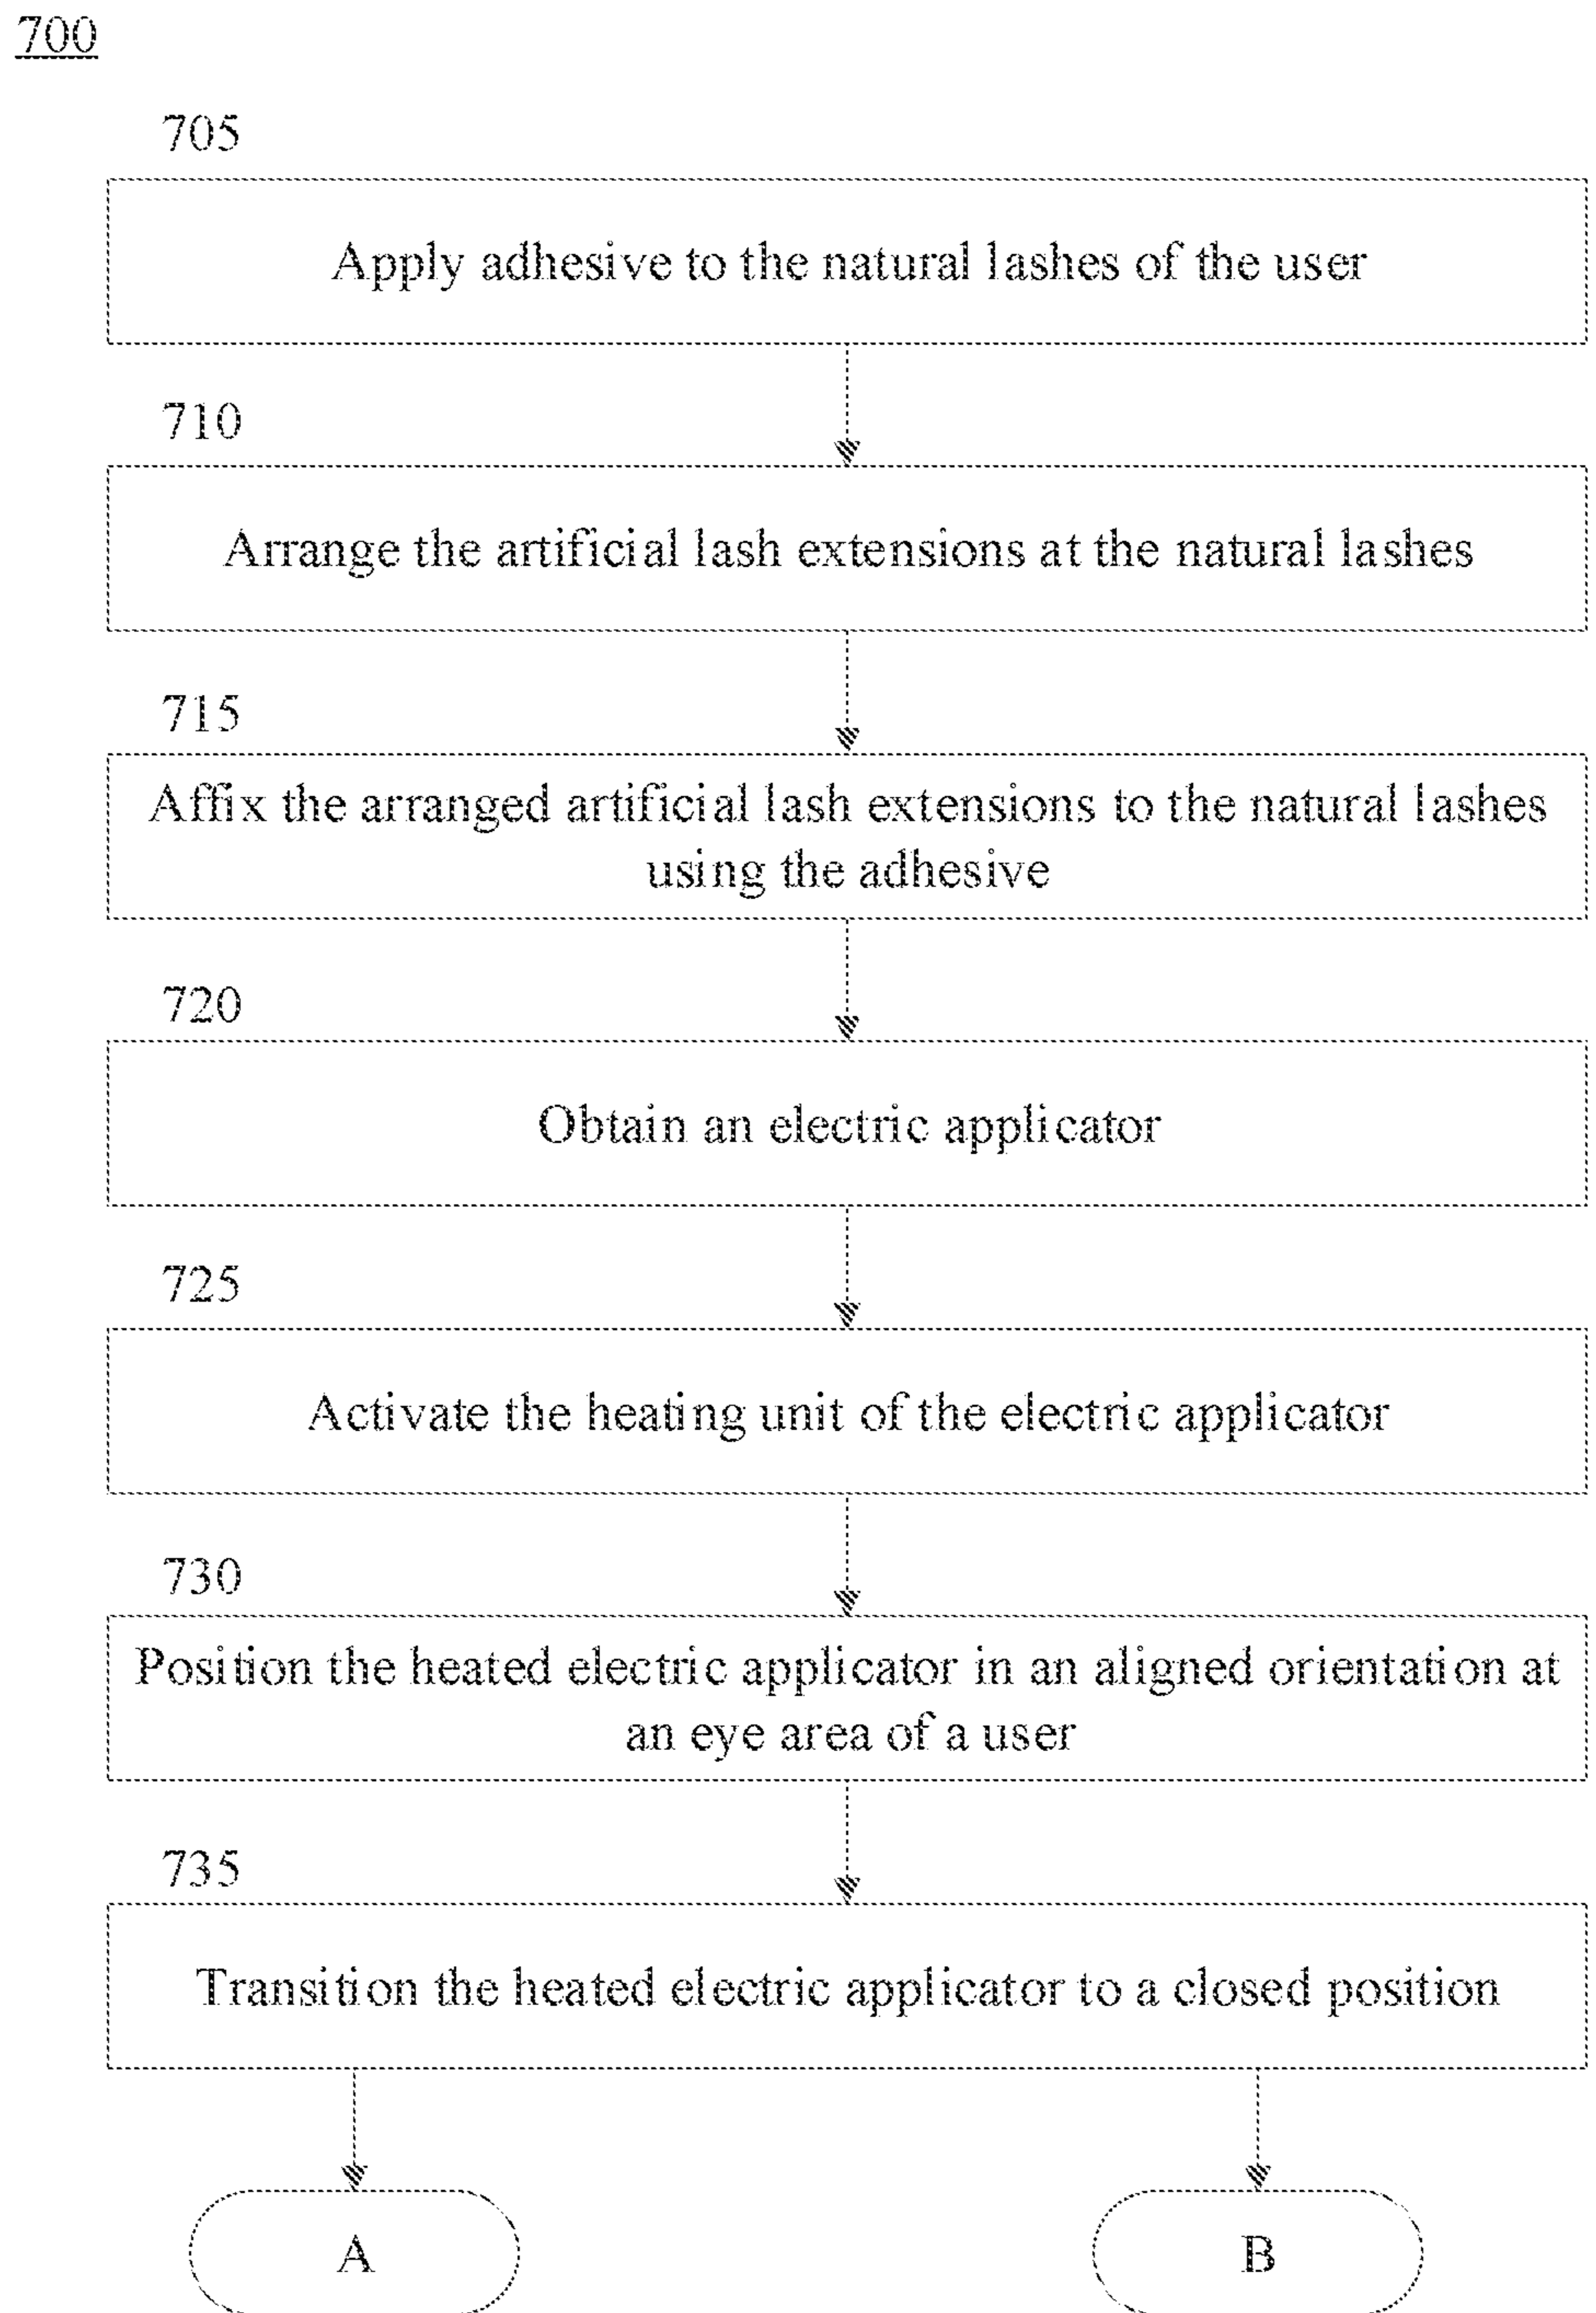 700
705
Apply adhesive to the natural lashes of the user
710
Arrange the artificial lash extensions at the natural lashes
715
Affix the arranged artificial lash extensions to the natural lashes
using the adhesive
720
Obtain an electric applicator
725
Activate the heating unit of the electric applicator
730
Position the heated electric applicator in an aligned orientation at
an eye area of a user
735
Transition the heated electric applicator to a closed position
A
B